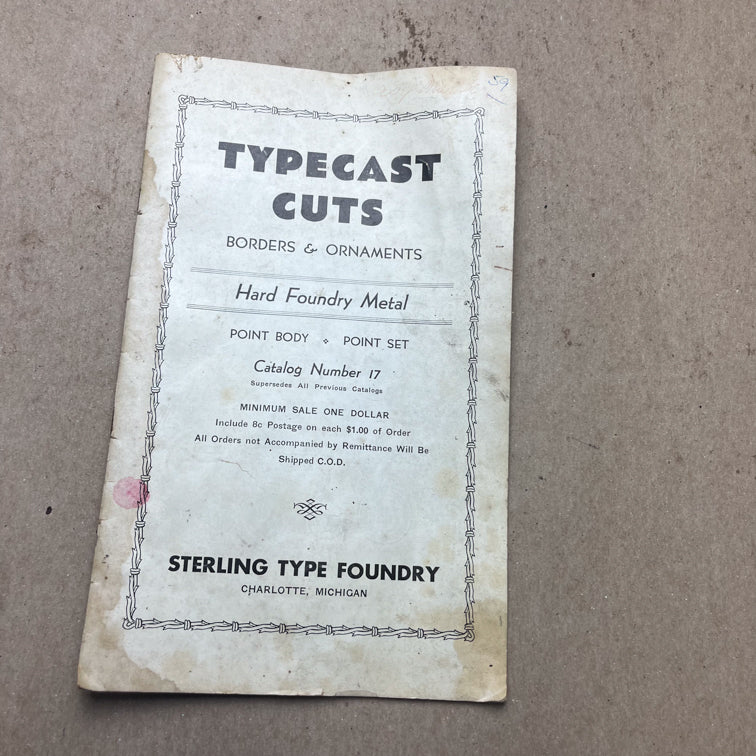 59
TYPECAST
CUTS
BORDERS & ORNAMENTS
Hard Foundry Metal
POINT BODY POINT SET
Catalog Number 17
Supersedes All Previous Catalogs
MINIMUM SALE ONE DOLLAR
Include 8c Postage on each $1.00 of Order
All Orders not Accompanied by Remittance Will Be
Shipped C.O.D.
STERLING TYPE FOUNDRY
CHARLOTTE, MICHIGAN